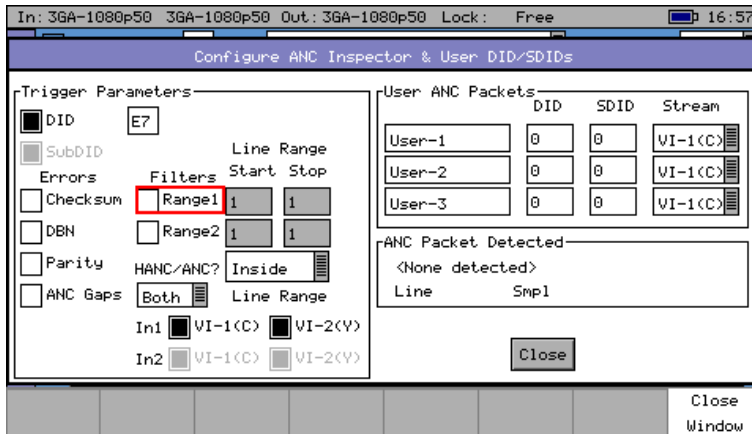 In:3GA-1080p50 3GA-1080p50 Out:3GA-1080p50 Lock: Free 16:57
Configure ANC Inspector & User DID/SDIDs
Trigger Parameters
DID E7
SubDID
Line Range
Errors Filters Start Stop
Checksum Range1 1 1
DBN Range2 1 1
Parity HANC/ANC? Inside
ANC Gaps Both Line Range
In1 VI-1(C) VI-2(Y)
In2 VI-1(C) VI-2(Y)
User ANC Packets
DID SDID Stream
User-1 0 0 VI-1(C)
User-2 0 0 VI-1(C)
User-3 0 0 VI-1(C)
ANC Packet Detected
<None detected>
Line Smpl
Close
Close
Window